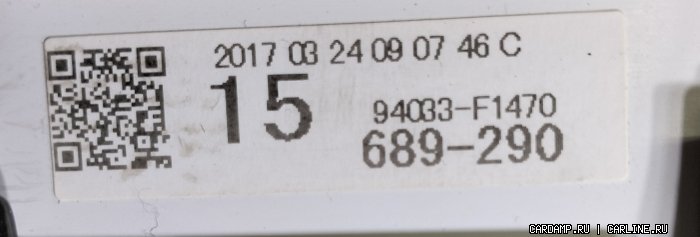 2017 03 24 09 07 46 C
15
94033-F1470
689-290
CARDAMP.RU | CARLINE.RU